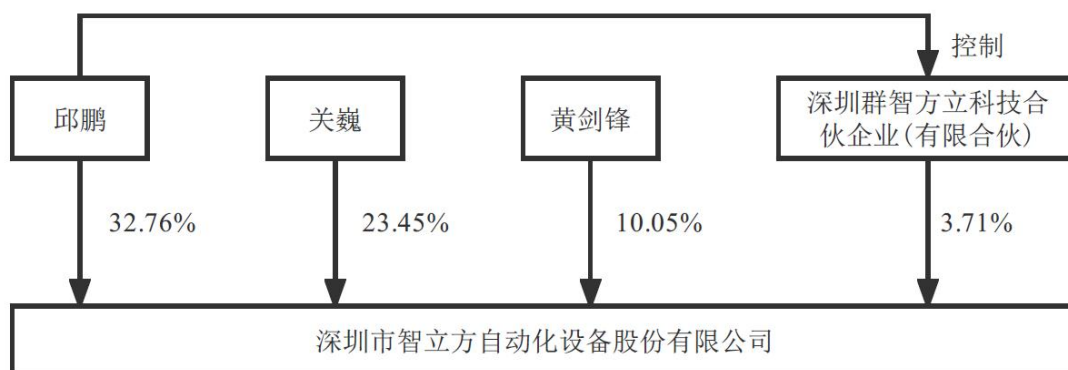 控制
邱鹏
关巍
黄剑锋
深圳群智方立科技合
伙企业(有限合伙)
32.76%
23.45%
10.05%
3.71%
深圳市智立方自动化设备股份有限公司